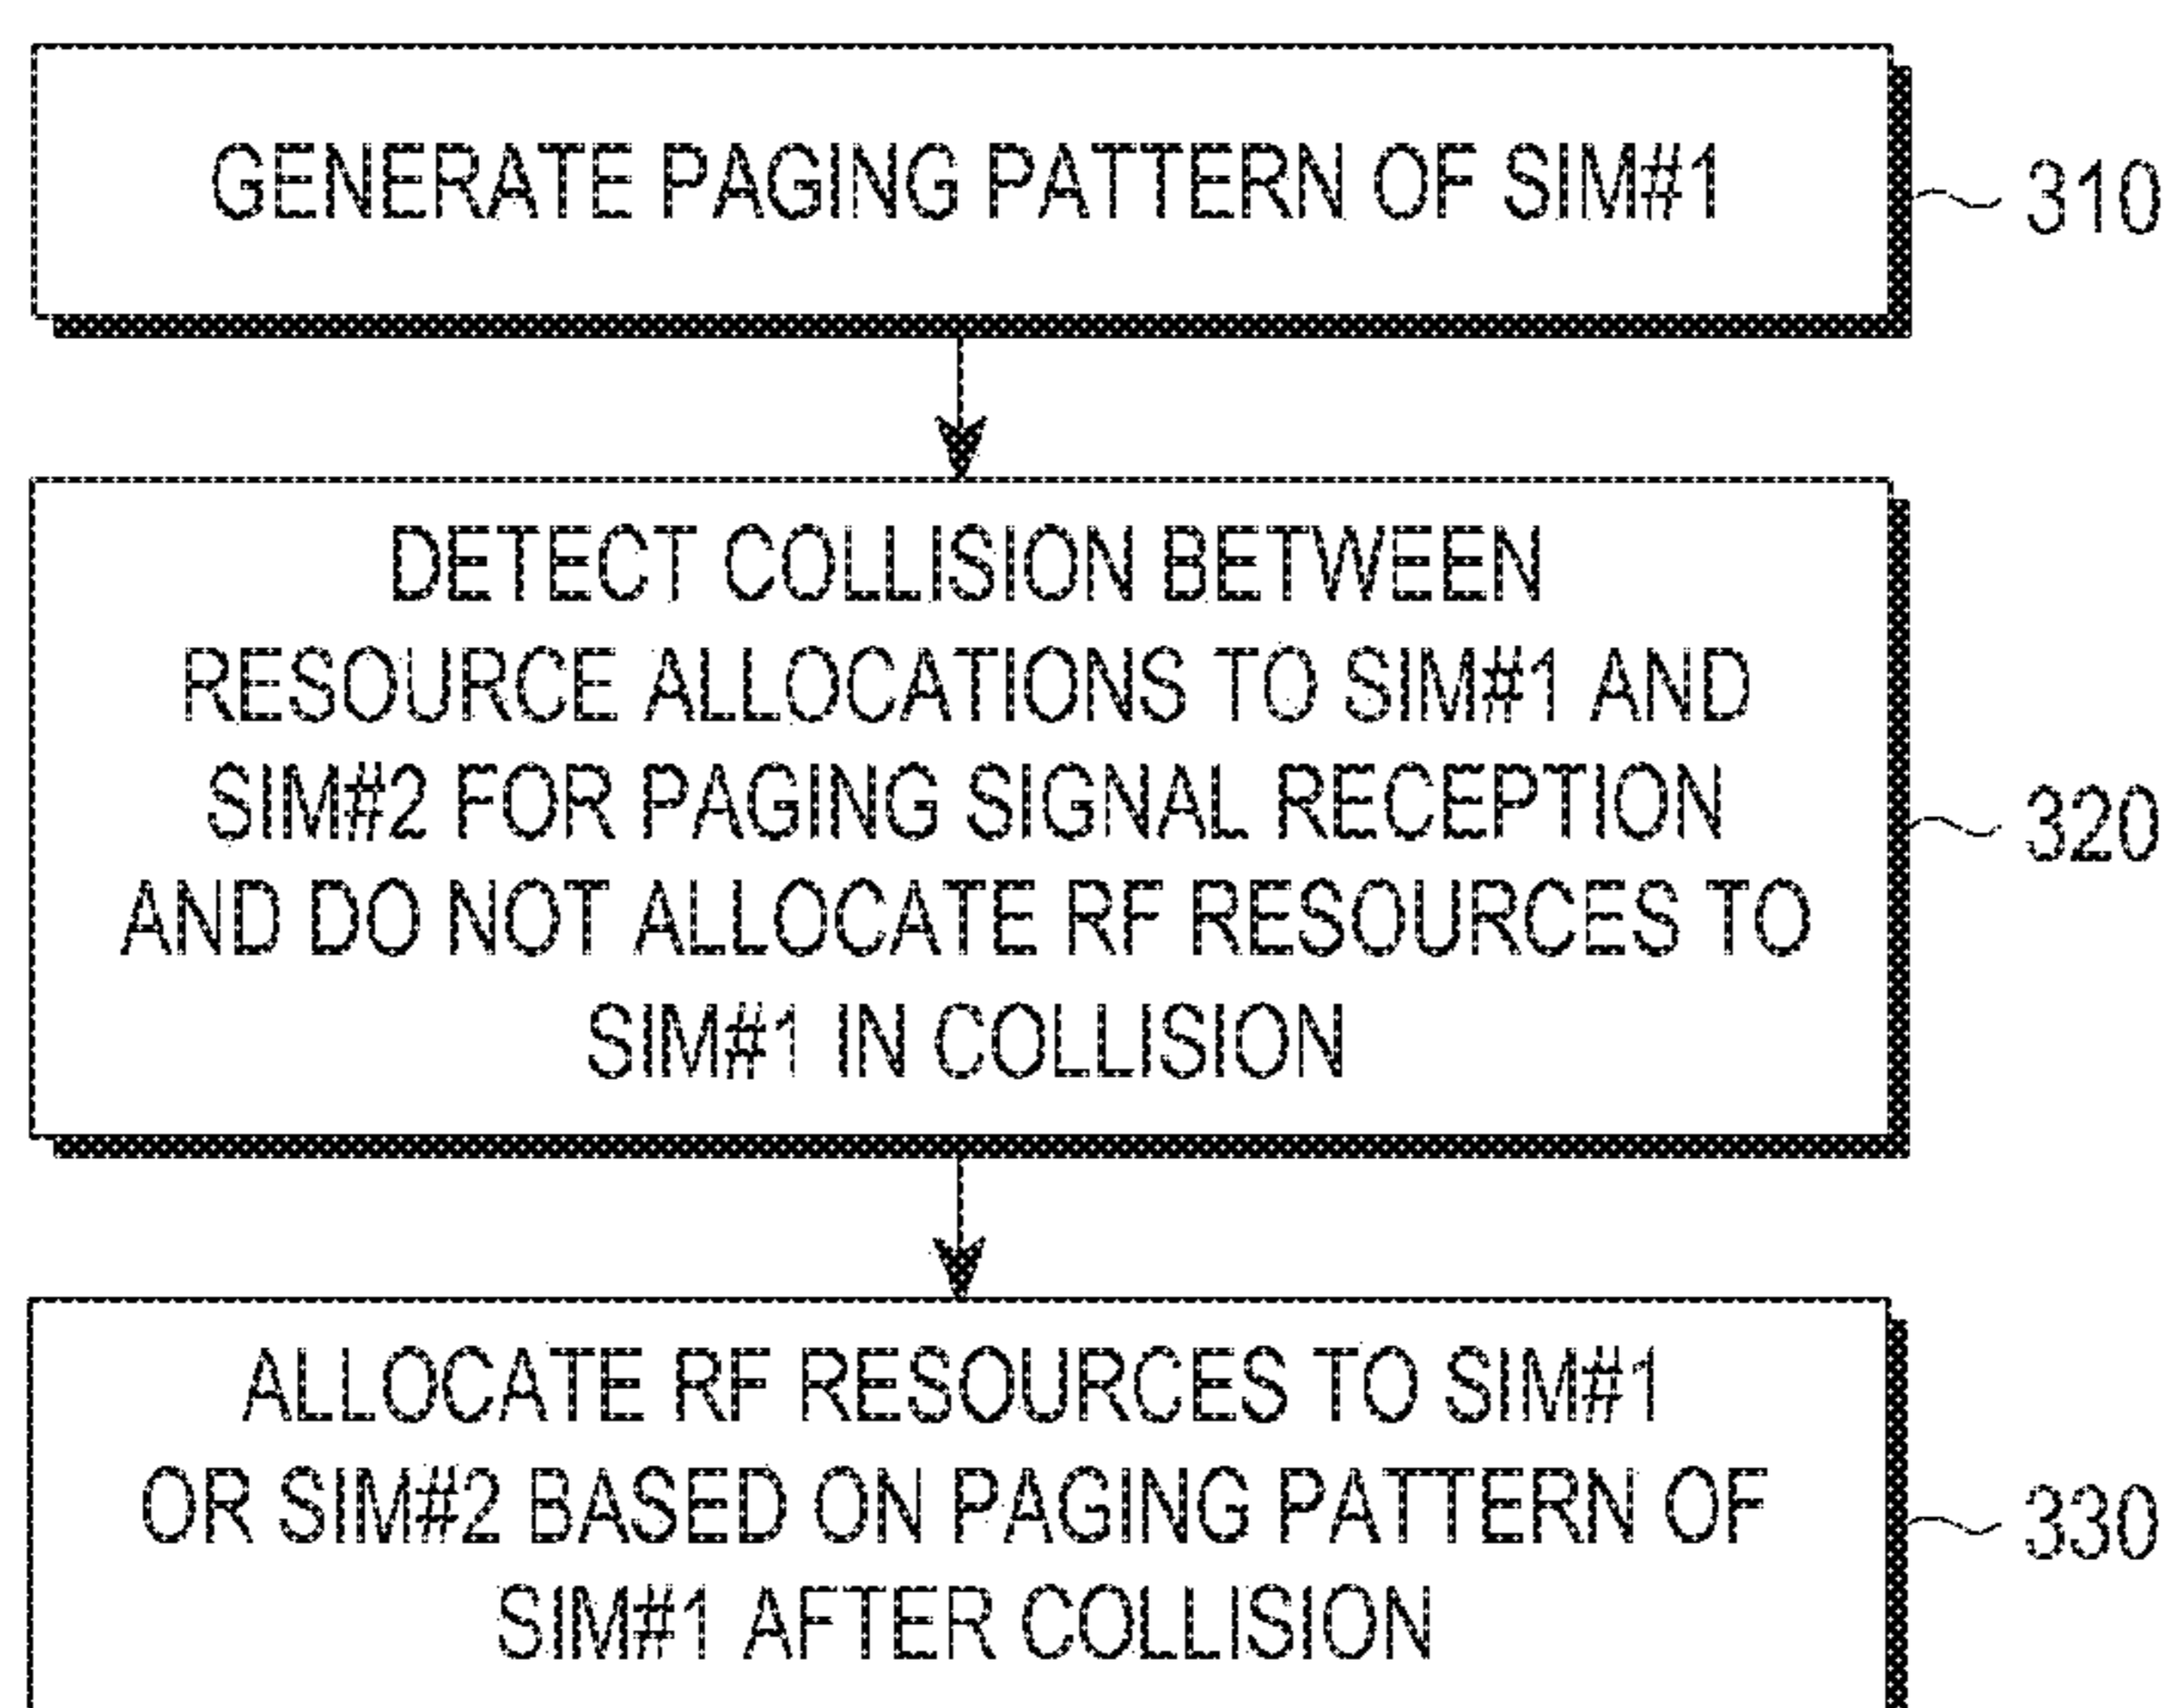 GENERATE PAGING PATTERN OF SIM#1
310
DETECT COLLISION BETWEEN
RESOURCE ALLOCATIONS TO SIM#1 AND
SIM#2 FOR PAGING SIGNAL RECEPTION
AND DO NOT ALLOCATE RF RESOURCES TO
SIM#1 IN COLLISION
320
ALLOCATE RF RESOURCES TO SIM#1
OR SIM#2 BASED ON PAGING PATTERN OF
SIM#1 AFTER COLLISION
330